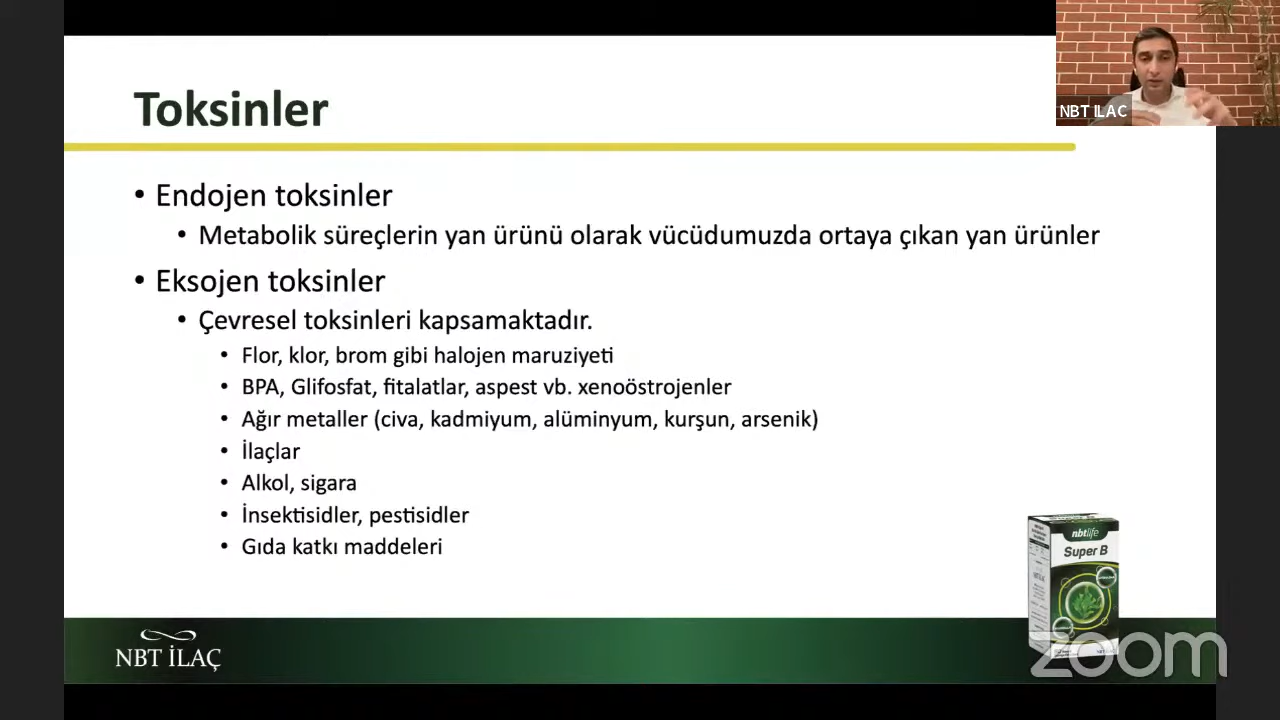 Toksinler
NBT ILAC
• Endojen toksinler
• Metabolik süreçlerin yan ürünü olarak vücüdumuzda ortaya çıkan yan ürünler
• Eksojen toksinler
• Çevresel toksinleri kapsamaktadır.
• Flor, klor, brom gibi halojen maruziyeti
• BPA, Glifosfat, fitalatlar, aspest vb. xenoöstrojenler
• Ağır metaller (civa, kadmiyum, alüminyum, kurşun, arsenik)
• İlaçlar
• Alkol, sigara
• İnsektisidler, pestisidler
• Gıda katkı maddeleri
nbtlife
Super B
NBT İLAÇ
zoom